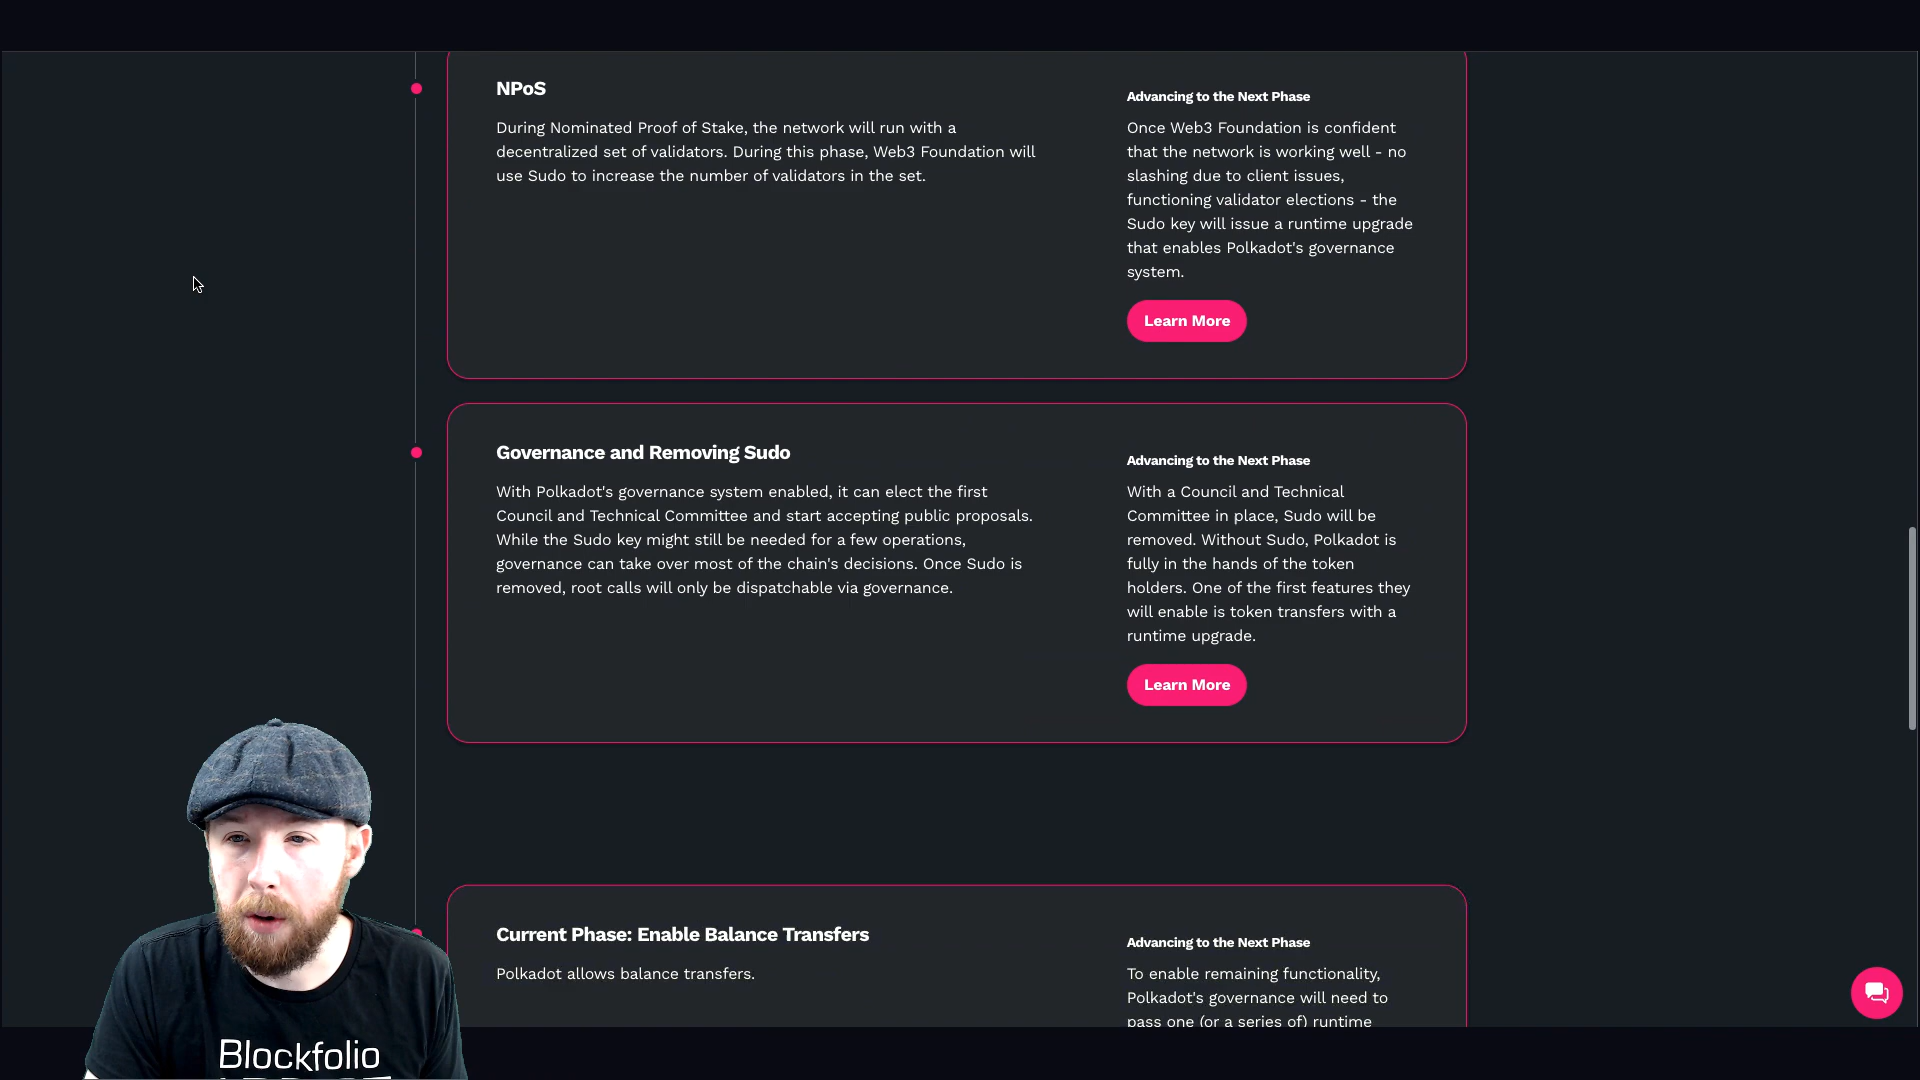 NPoS
During Nominated Proof of Stake, the network will run with a
decentralized set of validators. During this phase, Web3 Foundation will
use Sudo to increase the number of validators in the set.
Advancing to the Next Phase
Once Web3 Foundation is confident
that the network is working well - no
slashing due to client issues,
functioning validator elections - the
Sudo key will issue a runtime upgrade
that enables Polkadot's governance
system.
Learn More
Governance and Removing Sudo
With Polkadot's governance system enabled, it can elect the first
Council and Technical Committee and start accepting public proposals.
While the Sudo key might still be needed for a few operations,
governance can take over most of the chain's decisions. Once Sudo is
removed, root calls will only be dispatchable via governance.
Advancing to the Next Phase
With a Council and Technical
Committee in place, Sudo will be
removed. Without Sudo, Polkadot is
fully in the hands of the token
holders. One of the first features they
will enable is token transfers with a
runtime upgrade.
Learn More
Current Phase: Enable Balance Transfers
Polkadot allows balance transfers.
Advancing to the Next Phase
To enable remaining functionality,
Polkadot's governance will need to
pass one (or a series of) runtime
Blockfolio